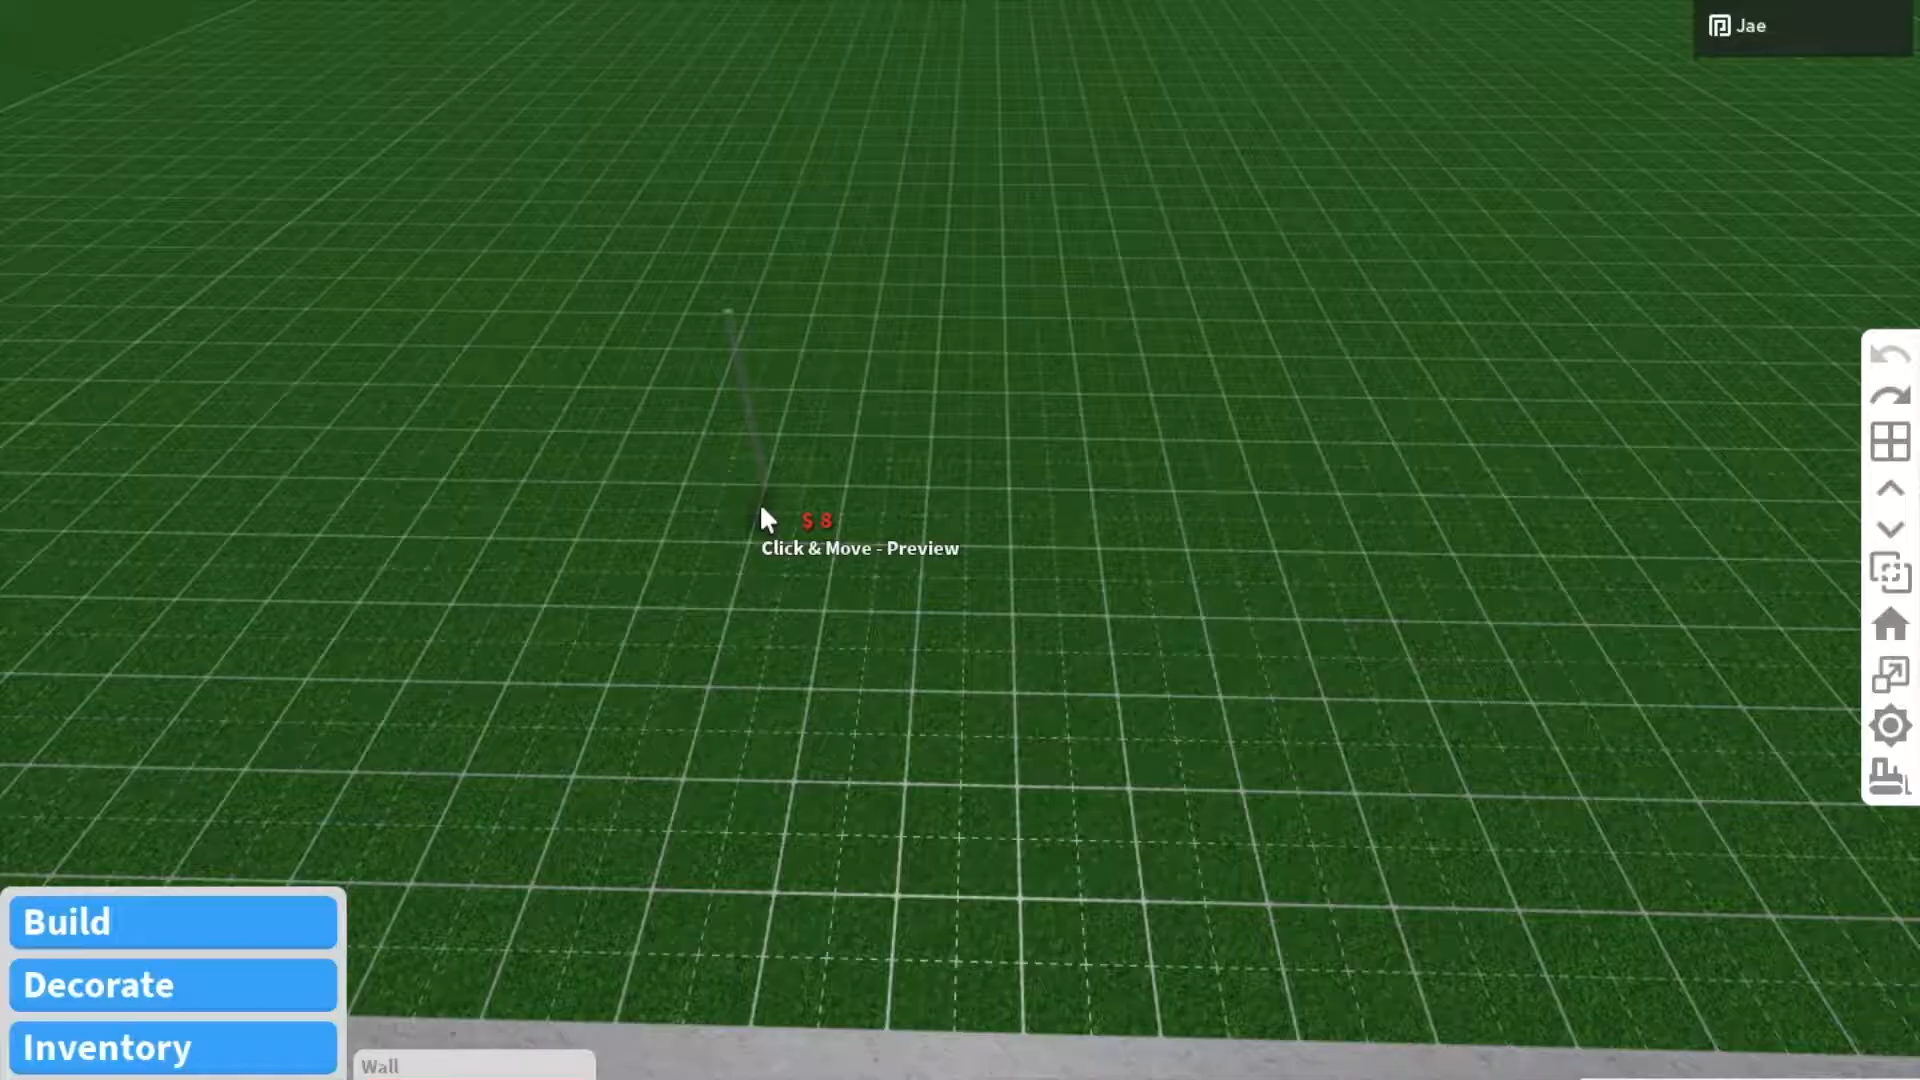 Jae
$ 8
Click & Move - Preview
Build
Decorate
Inventory
Wall